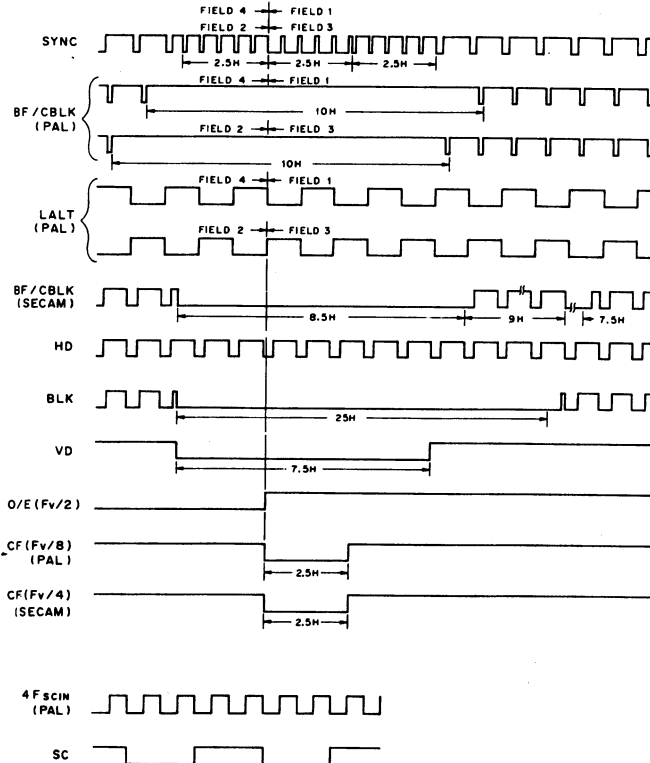 FIELD 4 FIELD 1
FIELD 2 FIELD 3
SYNC
2.5H 2.5H 2.5H
FIELD 4 FIELD 1
BF/CBLK
(PAL)
10H
FIELD 2 FIELD 3
10H
FIELD 4 FIELD 1
LALT
(PAL)
FIELD 2 FIELD 3
BF/CBLK
(SECAM)
8.5H 9H 7.5H
HD
BLK
25H
VD
7.5H
O/E(Fv/2)
CF(Fv/8)
(PAL)
2.5H
CF(Fv/4)
(SECAM)
2.5H
4FSCIN
(PAL)
SC